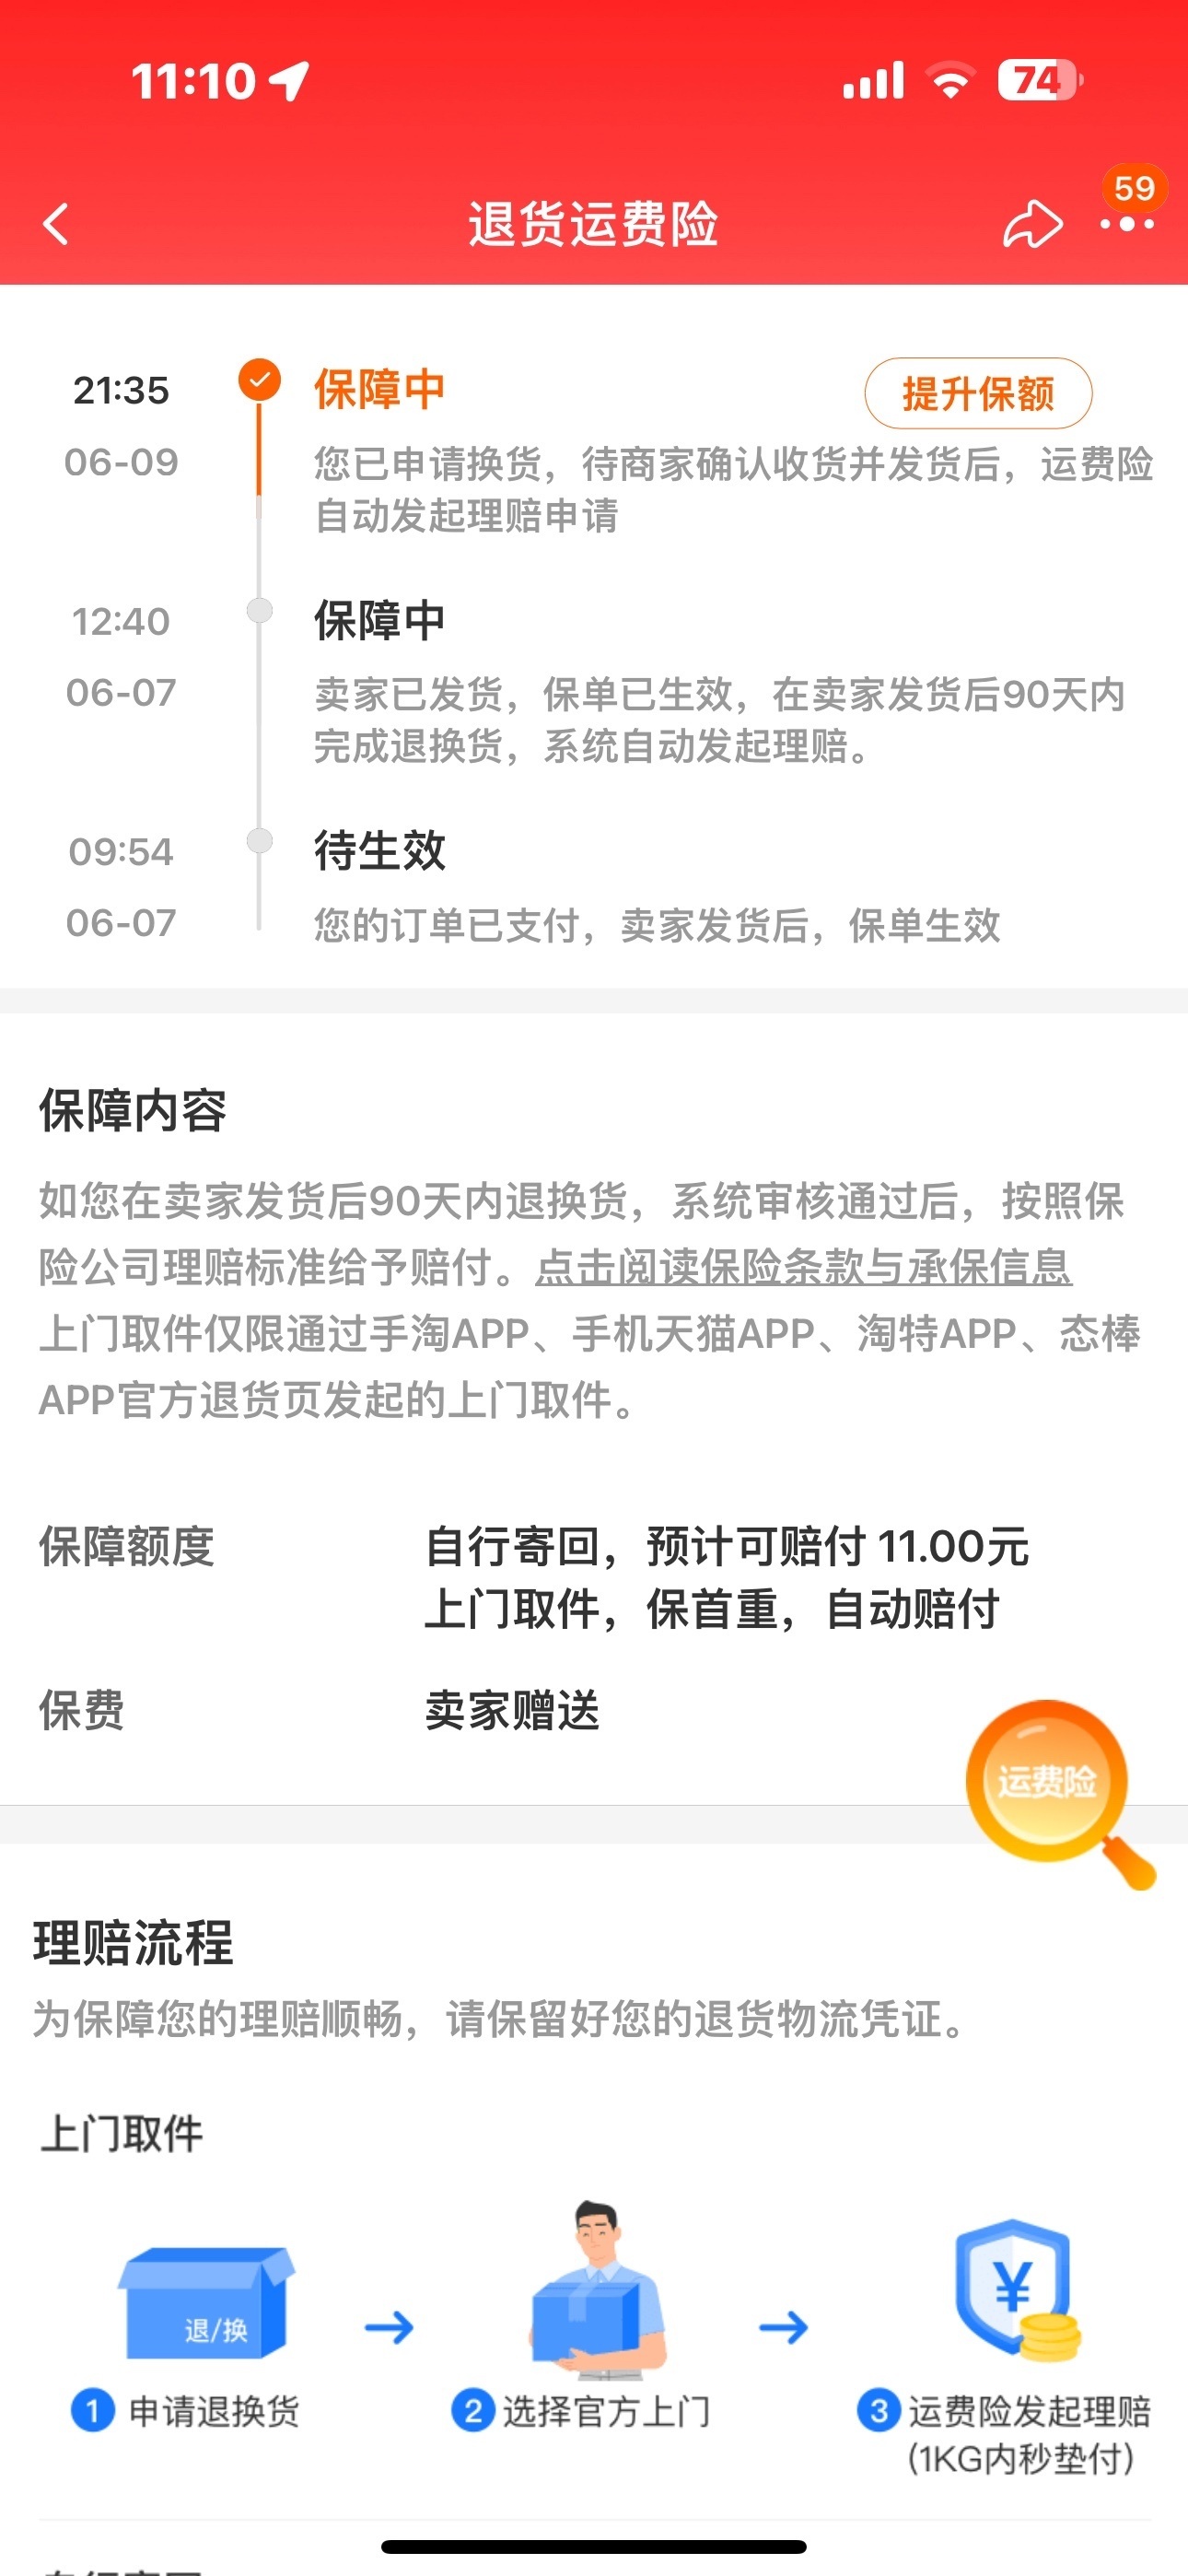 11:10
74
59
退货运费险
21:35
保障中
提升保额
06-09
您已申请换货，待商家确认收货并发货后，运费险
自动发起理赔申请
12:40
保障中
06-07
卖家已发货，保单已生效，在卖家发货后90天内
完成退换货，系统自动发起理赔。
09:54
待生效
06-07
您的订单已支付，卖家发货后，保单生效
保障内容
如您在卖家发货后90天内退换货，系统审核通过后，按照保
险公司理赔标准给予赔付。点击阅读保险条款与承保信息
上门取件仅限通过手淘APP、手机天猫APP、淘特APP、态棒
APP官方退货页发起的上门取件。
保障额度
自行寄回，预计可赔付 11.00元
上门取件，保首重，自动赔付
保费
卖家赠送
运费险
理赔流程
为保障您的理赔顺畅，请保留好您的退货物流凭证。
上门取件
退/换
¥
1 申请退换货
2 选择官方上门
3 运费险发起理赔
(1KG内秒垫付)